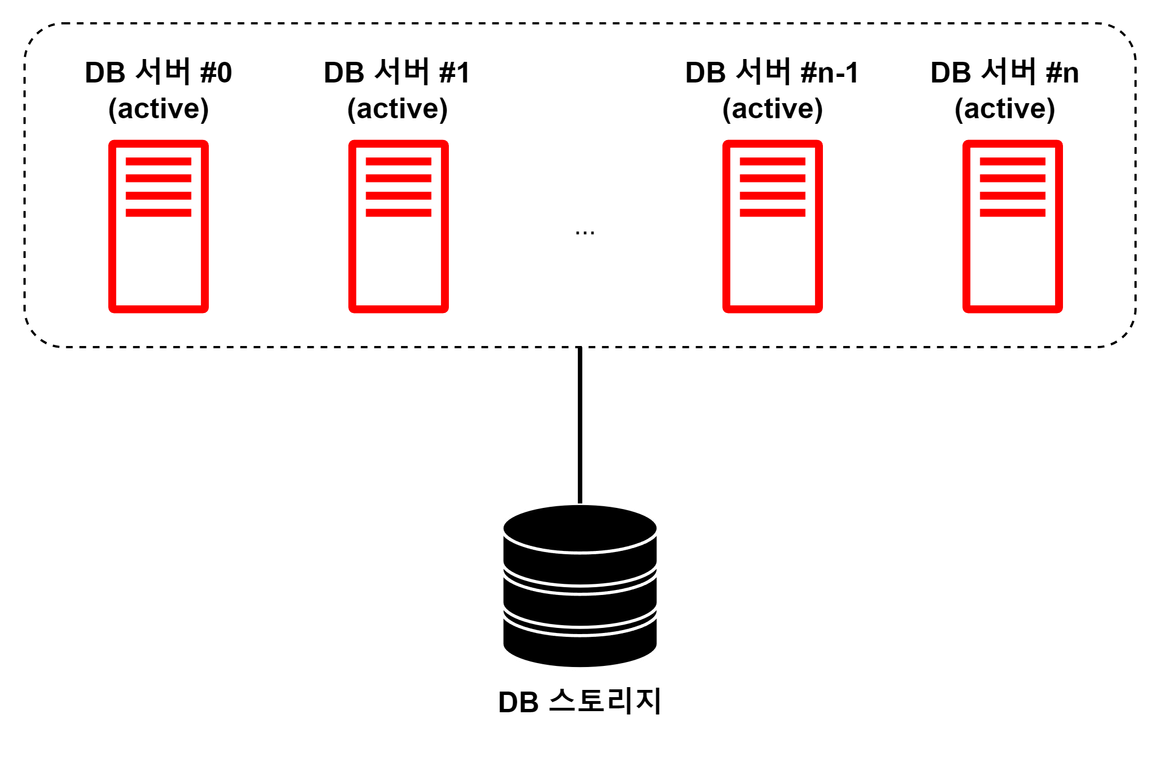 DB 서버 #0
(active)
DB 서버 #1
(active)
...
DB 서버 #n-1
(active)
DB 서버 #n
(active)
DB 스토리지